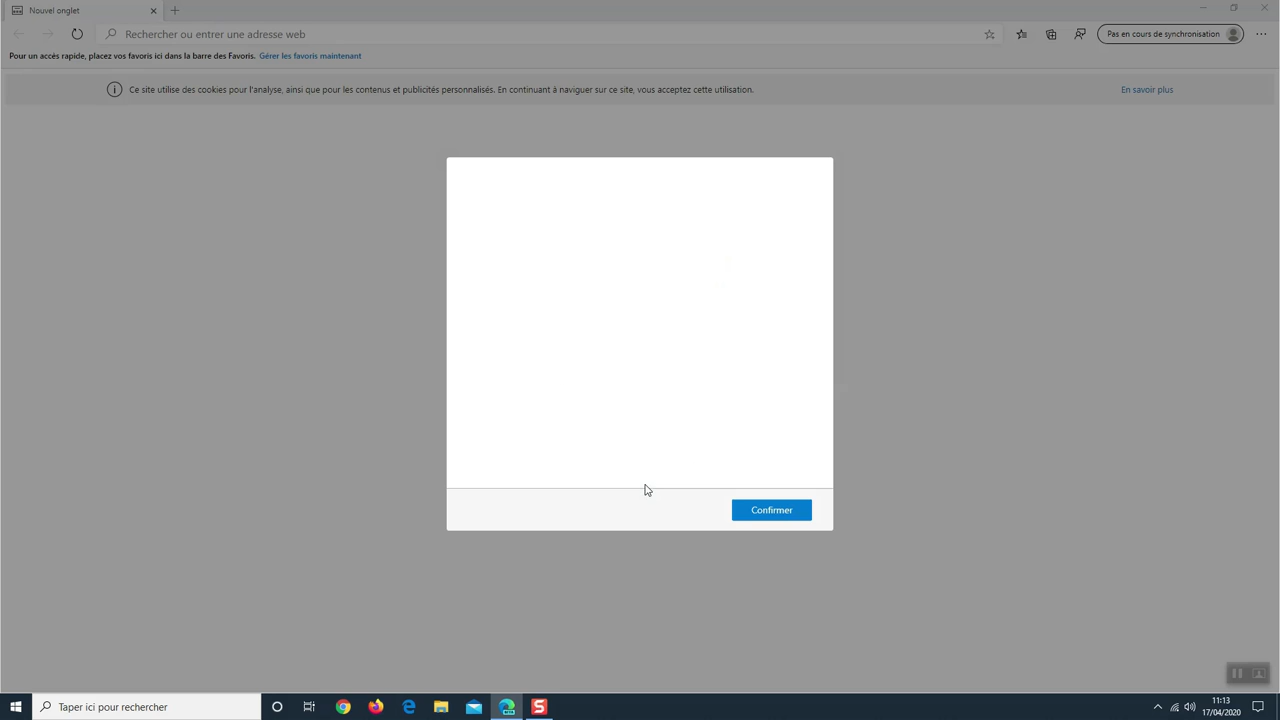 Nouvel onglet
Rechercher ou entrer une adresse web
Pas en cours de synchronisation
Pour un accès rapide, placez vos favoris ici dans la barre des Favoris. Gérer les favoris maintenant
Ce site utilise des cookies pour l'analyse, ainsi que pour les contenus et publicités personnalisés. En continuant à naviguer sur ce site, vous acceptez cette utilisation.
En savoir plus
Confirmer
Taper ici pour rechercher
S
11:13
17/04/2020